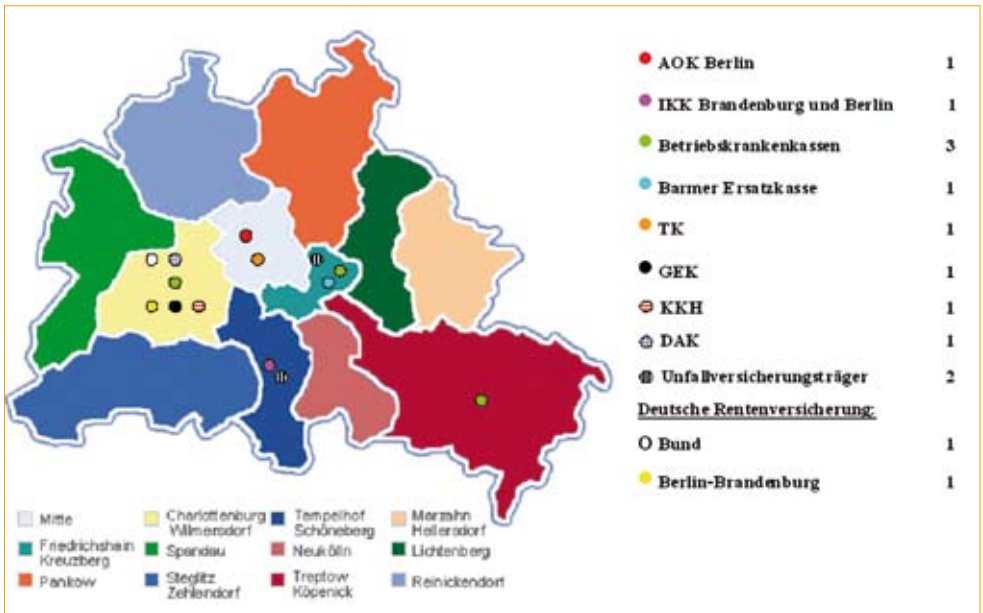 AOK Berlin 1
IKK Brandenburg und Berlin 1
Betriebskrankenkassen 3
Barmer Ersatzkasse 1
TK 1
GEK 1
KKH 1
DAK 1
Unfallversicherungsträger 2
Deutsche Rentenversicherung:
Bund 1
Berlin-Brandenburg 1
Mitte
Charlottenburg
Wilmersdorf
Tempelhof
Schöneberg
Marzahn
Hellersdorf
Friedrichshain
Kreuzberg
Spandau
Neukölln
Lichtenberg
Pankow
Steglitz
Zehlendorf
Treptow
Köpenick
Reinickendorf